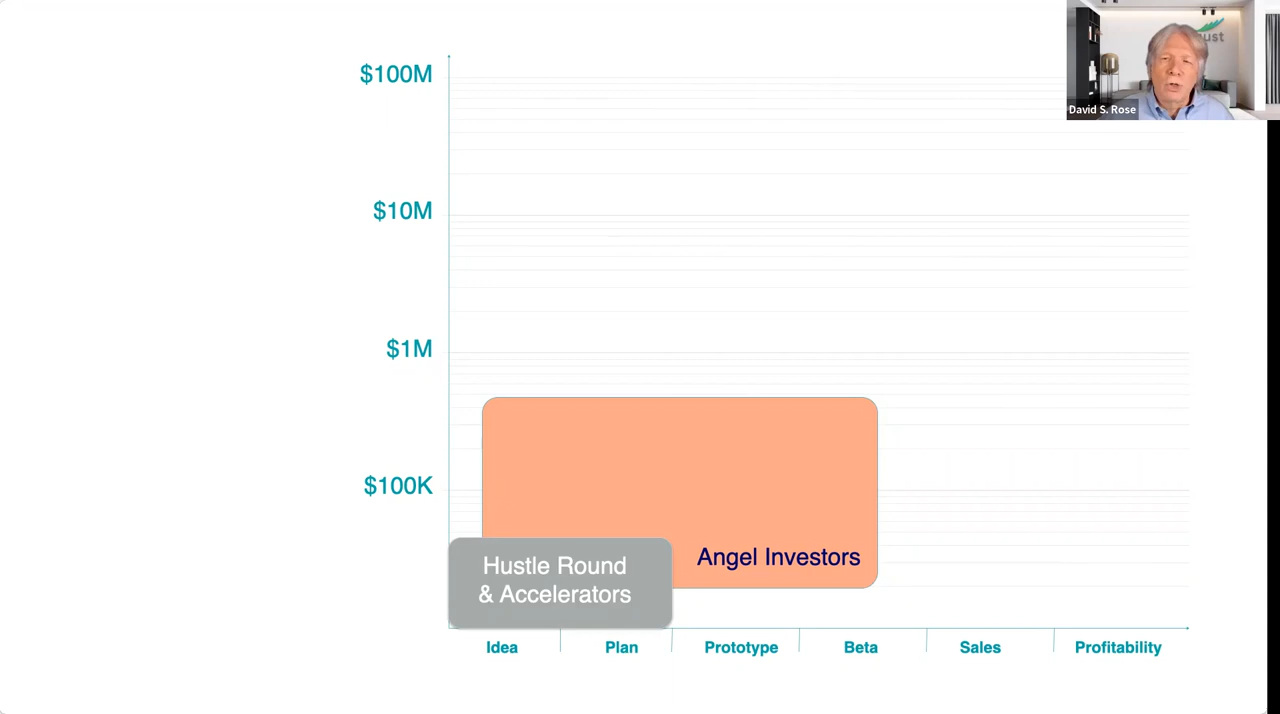 $100M
$10M
$1M
$100K
Hustle Round
& Accelerators
Angel Investors
Idea Plan Prototype Beta Sales Profitability
David S. Rose